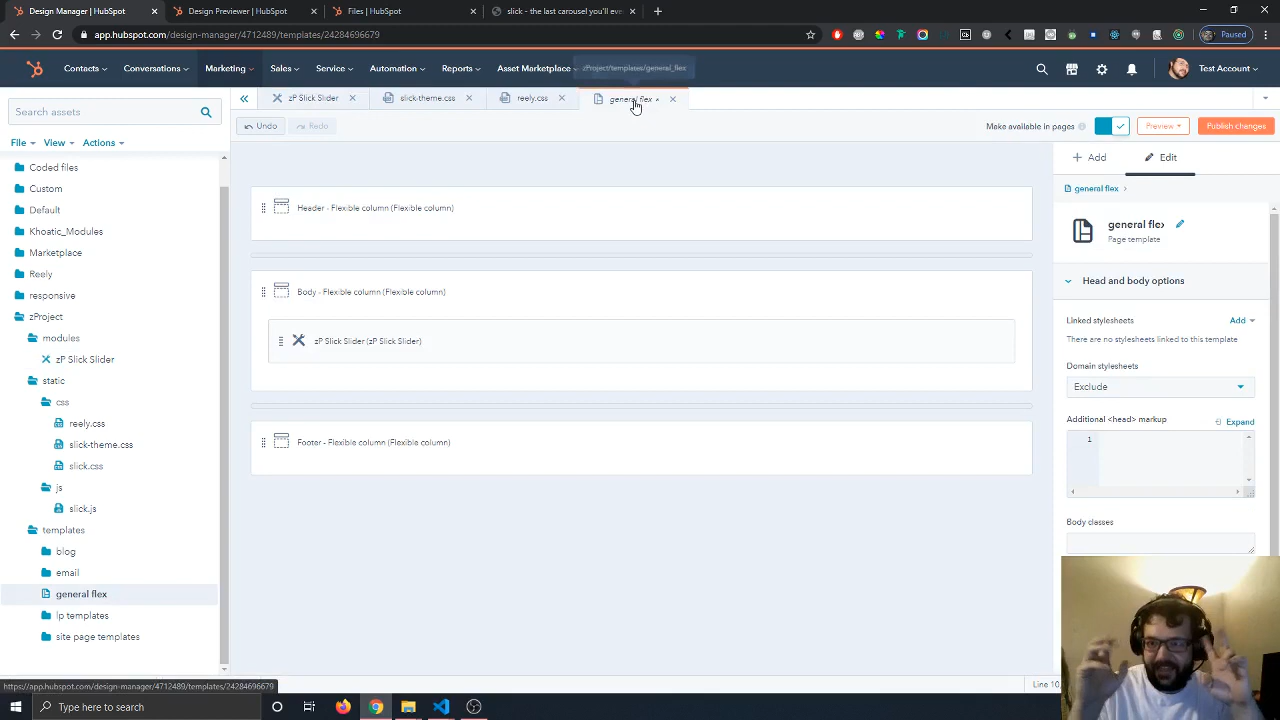 Design Manager | HubSpot
Design Previewer | HubSpot
Files | HubSpot
slick - the last carousel you'll ever
app.hubspot.com/design-manager/4712489/templates/24284696679
Paused
Contacts
Conversations
Marketing
Sales
Service
Automation
Reports
Asset Marketplace
zProject/templates/general_flex
Test Account
Search assets
zP Slick Slider
slick-theme.css
reely.css
general flex
File
View
Actions
Undo
Redo
Make available in pages
Preview
Publish changes
Coded files
Custom
Default
Khoatic_Modules
Marketplace
Reely
responsive
zProject
modules
zP Slick Slider
static
css
reely.css
slick-theme.css
slick.css
js
slick.js
templates
blog
email
general flex
lp templates
site page templates
Header - Flexible column (Flexible column)
Body - Flexible column (Flexible column)
zP Slick Slider (zP Slick Slider)
Footer - Flexible column (Flexible column)
Add
Edit
general flex
general flex
Page template
Head and body options
Linked stylesheets
Add
There are no stylesheets linked to this template
Domain stylesheets
Exclude
Additional <head> markup
Expand
1
Body classes
https://app.hubspot.com/design-manager/4712489/templates/24284696679
Line 10,
Type here to search